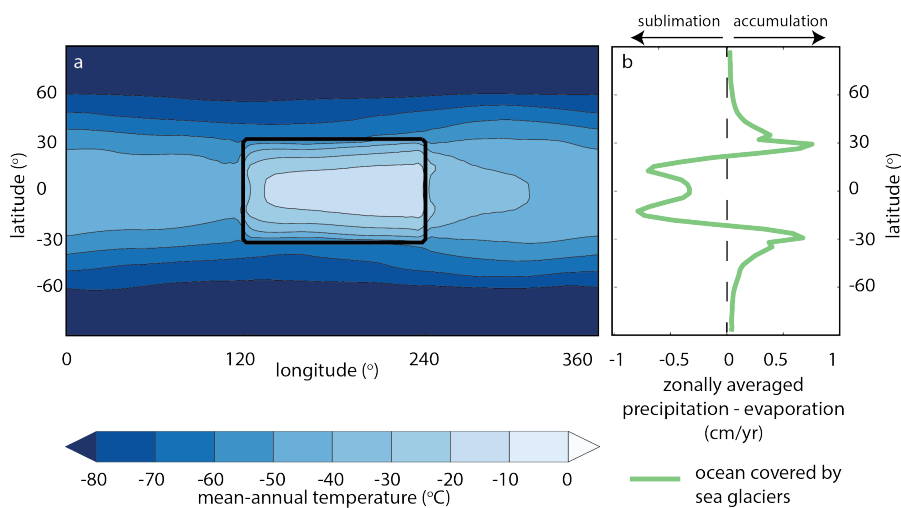 sublimation accumulation
a
b
60
30
0
-30
-60
latitude (°)
60
30
0
-30
-60
latitude (°)
0 120 240 360
longitude (°)
-1 -0.5 0 0.5 1
zonally averaged
precipitation - evaporation
(cm/yr)
-80 -70 -60 -50 -40 -30 -20 -10 0
mean-annual temperature (°C)
ocean covered by
sea glaciers